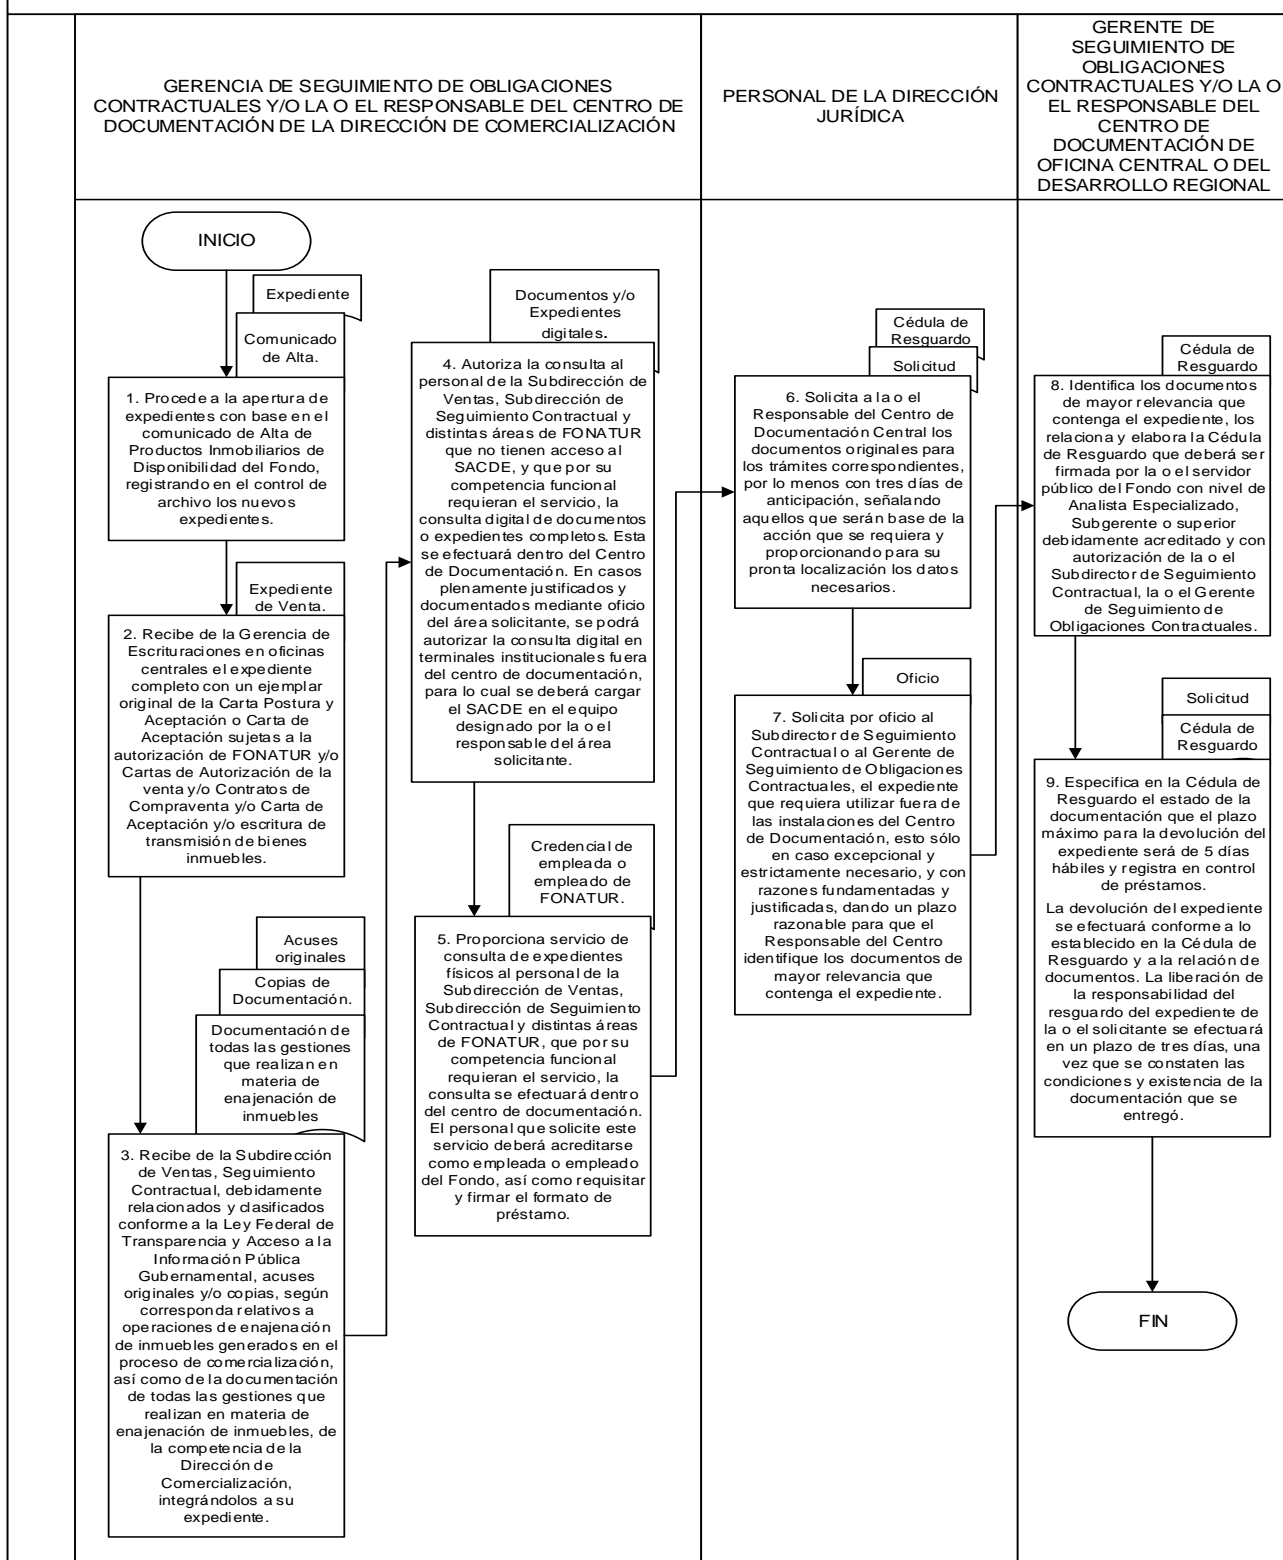 GERENCIA DE SEGUIMIENTO DE OBLIGACIONES
CONTRACTUALES Y/O LA O EL RESPONSABLE DEL CENTRO DE
DOCUMENTACIÓN DE LA DIRECCIÓN DE COMERCIALIZACIÓN
PERSONAL DE LA DIRECCIÓN
JURÍDICA
GERENTE DE
SEGUIMIENTO DE
OBLIGACIONES
CONTRACTUALES Y/O LA O
EL RESPONSABLE DEL
CENTRO DE
DOCUMENTACIÓN DE
OFICINA CENTRAL O DEL
DESARROLLO REGIONAL
INICIO
Expediente
Comunicado
de Alta.
1. Procede a la apertura de
expedientes con base en el
comunicado de Alta de
Productos Inmobiliarios de
Disponibilidad del Fondo,
registrando en el control de
archivo los nuevos
expedientes.
Expediente
de Venta.
2. Recibe de la Gerencia de
Escrituraciones en oficinas
centrales el expediente
completo con un ejemplar
original de la Carta Postura y
Aceptación o Carta de
Aceptación sujetas a la
autorización de FONATUR y/o
Cartas de Autorización de la
venta y/o Contratos de
Compraventa y/o Carta de
Aceptación y/o escritura de
transmisión de bienes
inmuebles.
Acuses
originales
Copias de
Documentación.
Documentación de
todas las gestiones
que realizan en
materia de
enajenación de
inmuebles
3. Recibe de la Subdirección
de Ventas, Seguimiento
Contractual, debidamente
relacionados y clasificados
conforme a la Ley Federal de
Transparencia y Acceso a la
Información Pública
Gubernamental, acuses
originales y/o copias, según
corresponda relativos a
operaciones de enajenación
de inmuebles generados en el
proceso de comercialización,
así como de la documentación
de todas las gestiones que
realizan en materia de
enajenación de inmuebles, de
la competencia de la
Dirección de
Comercialización,
integrándolos a su
expediente.
Documentos y/o
Expedientes
digitales.
4. Autoriza la consulta al
personal de la Subdirección de
Ventas, Subdirección de
Seguimiento Contractual y
distintas áreas de FONATUR
que no tienen acceso al
SACDE, y que por su
competencia funcional
requieran el servicio, la
consulta digital de documentos
o expedientes completos. Esta
se efectuará dentro del Centro
de Documentación. En casos
plenamente justificados y
documentados mediante oficio
del área solicitante, se podrá
autorizar la consulta digital en
terminales institucionales fuera
del centro de documentación,
para lo cual se deberá cargar
el SACDE en el equipo
designado por la o el
responsable del área
solicitante.
Credencial de
empleada o
empleado de
FONATUR.
5. Proporciona servicio de
consulta de expedientes
físicos al personal de la
Subdirección de Ventas,
Subdirección de Seguimiento
Contractual y distintas áreas
de FONATUR, que por su
competencia funcional
requieran el servicio, la
consulta se efectuará dentro
del centro de documentación.
El personal que solicite este
servicio deberá acreditarse
como empleada o empleado
del Fondo, así como requisitar
y firmar el formato de
préstamo.
Cédula de
Resguardo
Solicitud
6. Solicita a la o el
Responsable del Centro de
Documentación Central los
documentos originales para
los trámites correspondientes,
por lo menos con tres días de
anticipación, señalando
aquellos que serán base de la
acción que se requiera y
proporcionando para su
pronta localización los datos
necesarios.
Oficio
7. Solicita por oficio al
Subdirector de Seguimiento
Contractual o al Gerente de
Seguimiento de Obligaciones
Contractuales, el expediente
que requiera utilizar fuera de
las instalaciones del Centro
de Documentación, esto sólo
en caso excepcional y
estrictamente necesario, y con
razones fundamentadas y
justificadas, dando un plazo
razonable para que el
Responsable del Centro
identifique los documentos de
mayor relevancia que
contenga el expediente.
Cédula de
Resguardo
8. Identifica los documentos
de mayor relevancia que
contenga el expediente, los
relaciona y elabora la Cédula
de Resguardo que deberá ser
firmada por la o el servidor
público del Fondo con nivel de
Analista Especializado,
Subgerente o superior
debidamente acreditado y con
autorización de la o el
Subdirector de Seguimiento
Contractual, la o el Gerente
de Seguimiento de
Obligaciones Contractuales.
Solicitud
Cédula de
Resguardo
9. Especifica en la Cédula de
Resguardo el estado de la
documentación que el plazo
máximo para la devolución del
expediente será de 5 días
hábiles y registra en control
de préstamos.
La devolución del expediente
se efectuará conforme a lo
establecido en la Cédula de
Resguardo y a la relación de
documentos. La liberación de
la responsabilidad del
resguardo del expediente de
la o el solicitante se efectuará
en un plazo de tres días, una
vez que se constaten las
condiciones y existencia de la
documentación que se
entregó.
FIN